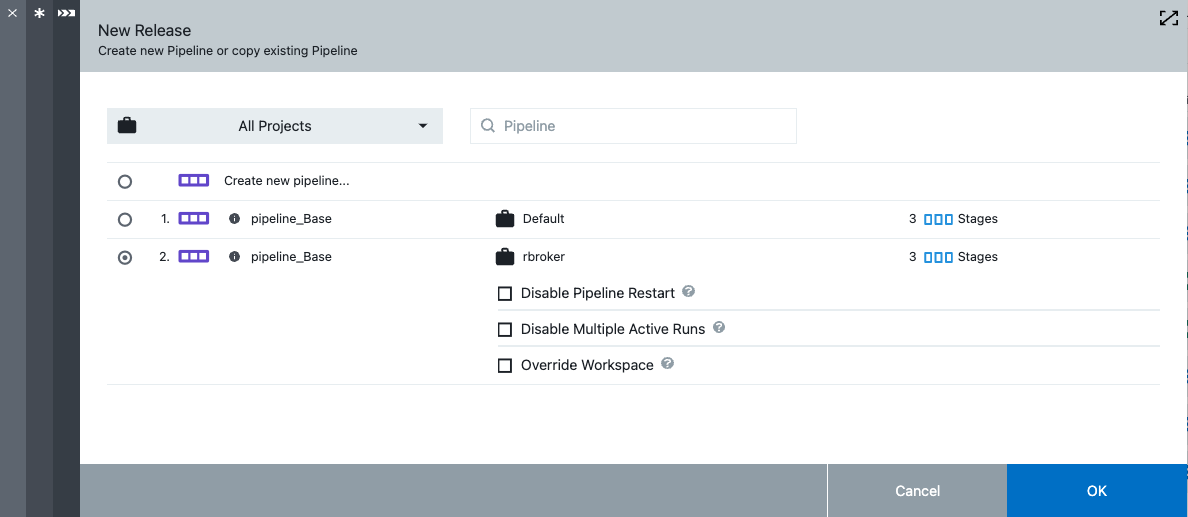 New Release
Create new Pipeline or copy existing Pipeline
All Projects
Pipeline
Create new pipeline...
1. pipeline_Base Default 3 Stages
2. pipeline_Base rbroker 3 Stages
Disable Pipeline Restart ?
Disable Multiple Active Runs ?
Override Workspace ?
Cancel OK